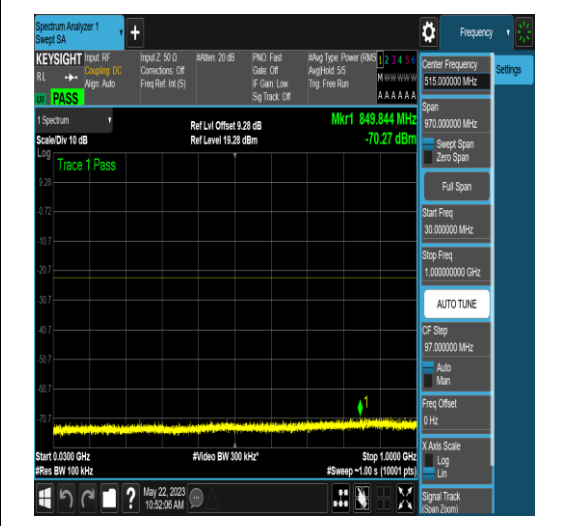 Spectrum Analyzer 1
Swept SA
+
Frequency
KEYSIGHT
RL
Input: RF
Coupling: DC
Align: Auto
Input Z: 50 Ω
Corrections: Off
Freq Ref: Int (S)
#Atten: 20 dB
PNO: Fast
Gate: Off
IF Gain: Low
Sig Track: Off
#Avg Type: Power (RMS
Avg|Hold: 5/5
Trig: Free Run
1 2 3 4 5 6
M W W W W W
A A A A A A
PASS
Center Frequency
515.000000 MHz
Settings
1 Spectrum
Scale/Div 10 dB
Ref Lvl Offset 9.28 dB
Ref Level 19.28 dBm
Mkr1 849.844 MHz
-70.27 dBm
Span
970.000000 MHz
Swept Span
Zero Span
Full Span
Start Freq
30.000000 MHz
Stop Freq
1.000000000 GHz
AUTO TUNE
CF Step
97.000000 MHz
Auto
Man
Freq Offset
0 Hz
X Axis Scale
Log
Lin
Signal Track
(Span Zoom)
Log
Trace 1 Pass
9.28
-0.72
-10.7
-20.7
-30.7
-40.7
-50.7
-60.7
-70.7
1
Start 0.0300 GHz
#Res BW 100 kHz
#Video BW 300 kHz*
Stop 1.0000 GHz
#Sweep ~1.00 s (10001 pts)
?
May 22, 2023
10:52:06 AM